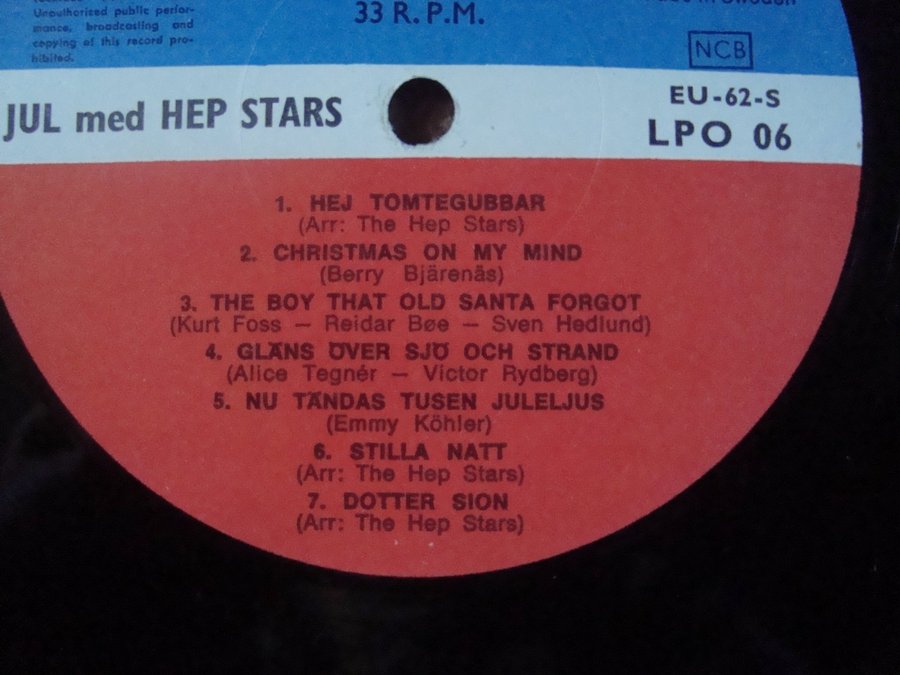 Unauthorised public perfor-
mance, broadcasting and
copying of this record pro-
hibited.
33 R.P.M.
in Sweden
NCB
JUL med HEP STARS
EU-62-S
LPO 06
1. HEJ TOMTEGUBBAR
(Arr: The Hep Stars)
2. CHRISTMAS ON MY MIND
(Berry Bjärenäs)
3. THE BOY THAT OLD SANTA FORGOT
(Kurt Foss — Reidar Bøe — Sven Hedlund)
4. GLÄNS ÖVER SJÖ OCH STRAND
(Alice Tegnér — Victor Rydberg)
5. NU TÄNDAS TUSEN JULELJUS
(Emmy Köhler)
6. STILLA NATT
(Arr: The Hep Stars)
7. DOTTER SION
(Arr: The Hep Stars)